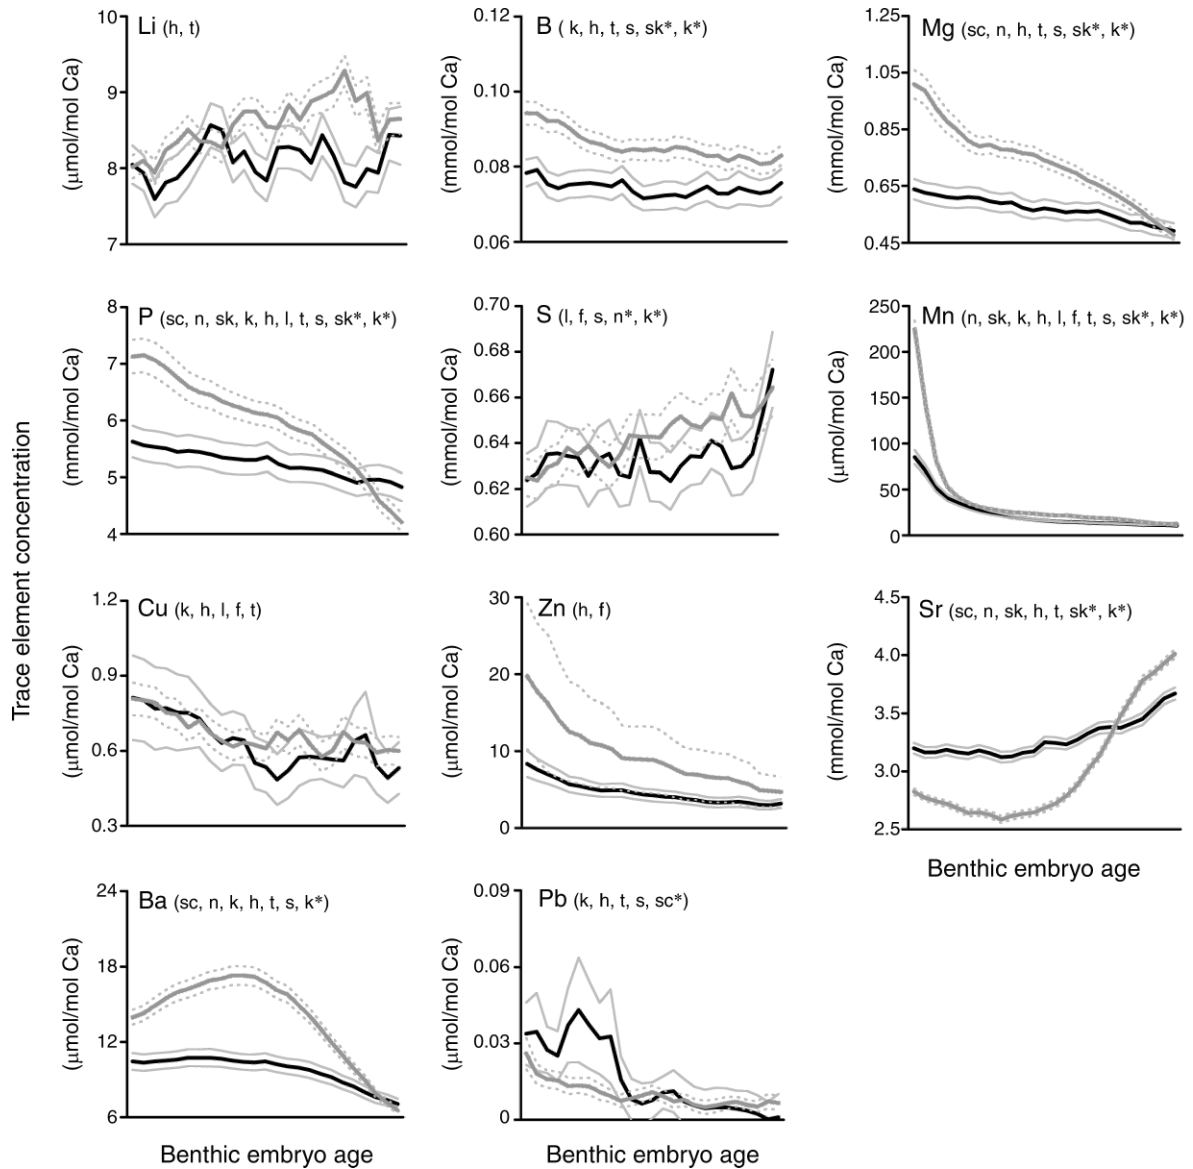 Trace element concentration
Li (h, t)
(μmol/mol Ca)
10
9
8
7
B ( k, h, t, s, sk*, k*)
(mmol/mol Ca)
0.12
0.10
0.08
0.06
Mg (sc, n, h, t, s, sk*, k*)
(mmol/mol Ca)
1.25
1.05
0.85
0.65
0.45
P (sc, n, sk, k, h, l, t, s, sk*, k*)
(mmol/mol Ca)
8
7
6
5
4
S (l, f, s, n*, k*)
(mmol/mol Ca)
0.70
0.68
0.66
0.64
0.62
0.60
Mn (n, sk, k, h, l, f, t, s, sk*, k*)
(μmol/mol Ca)
250
200
150
100
50
0
Cu (k, h, l, f, t)
(μmol/mol Ca)
1.2
0.9
0.6
0.3
Zn (h, f)
(μmol/mol Ca)
30
20
10
0
Sr (sc, n, sk, h, t, sk*, k*)
(mmol/mol Ca)
4.5
4.0
3.5
3.0
2.5
Benthic embryo age
Ba (sc, n, k, h, t, s, k*)
(μmol/mol Ca)
24
18
12
6
Benthic embryo age
Pb (k, h, t, s, sc*)
(μmol/mol Ca)
0.09
0.06
0.03
0
Benthic embryo age